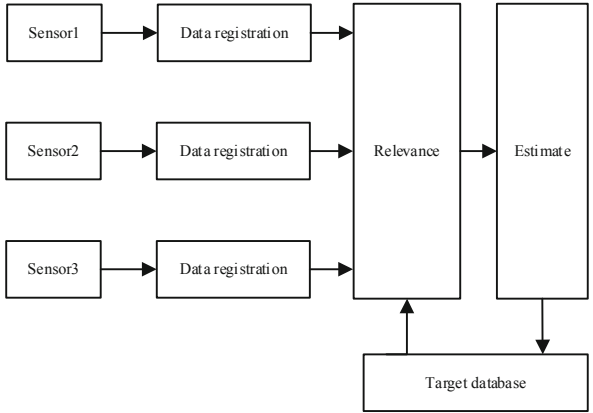 Sensor1
Data registration
Sensor2
Data registration
Relevance
Estimate
Sensor3
Data registration
Target database